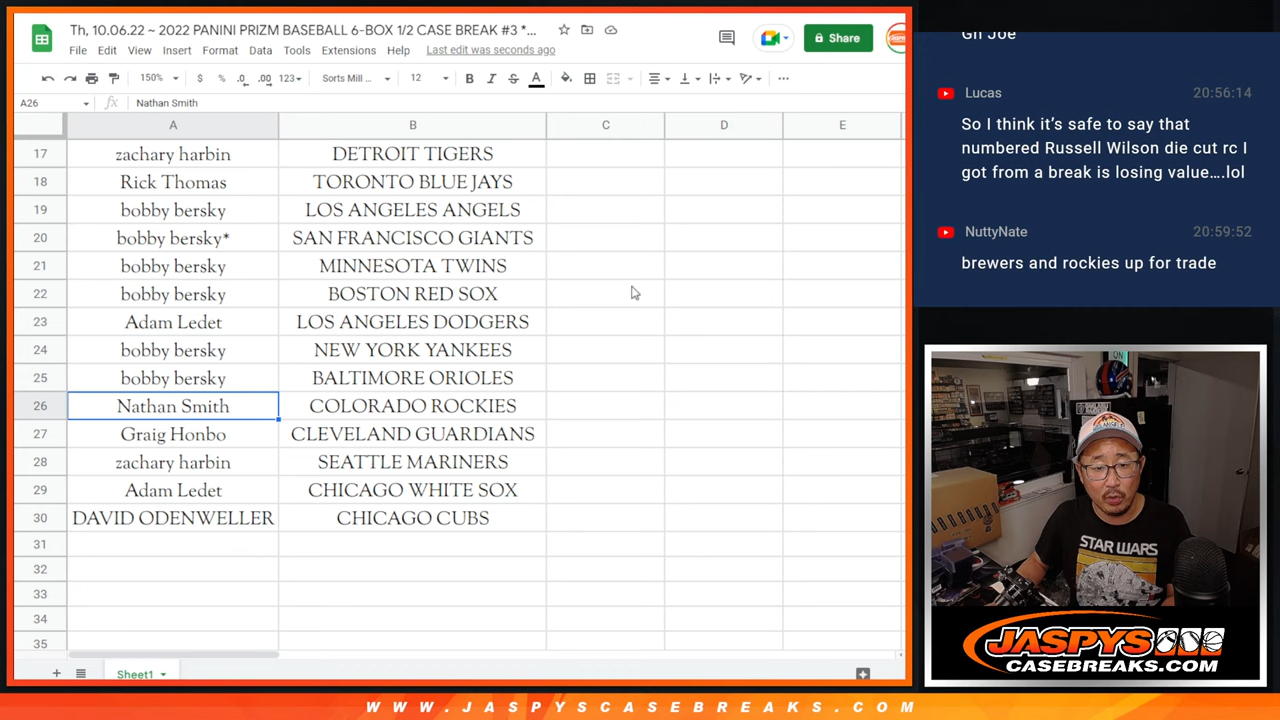 Th, 10.06.22 ~ 2022 PANINI PRIZM BASEBALL 6-BOX 1/2 CASE BREAK #3 *...
File Edit View Insert Format Data Tools Extensions Help Last edit was seconds ago
Share
150% $ % .0 .00 123 Sorts Mill ... 12 B I S A
A26 fx Nathan Smith
A B C D E
17 zachary harbin DETROIT TIGERS
18 Rick Thomas TORONTO BLUE JAYS
19 bobby bersky LOS ANGELES ANGELS
20 bobby bersky* SAN FRANCISCO GIANTS
21 bobby bersky MINNESOTA TWINS
22 bobby bersky BOSTON RED SOX
23 Adam Ledet LOS ANGELES DODGERS
24 bobby bersky NEW YORK YANKEES
25 bobby bersky BALTIMORE ORIOLES
26 Nathan Smith COLORADO ROCKIES
27 Graig Honbo CLEVELAND GUARDIANS
28 zachary harbin SEATTLE MARINERS
29 Adam Ledet CHICAGO WHITE SOX
30 DAVID ODENWELLER CHICAGO CUBS
31
32
33
34
35
Sheet1
Lucas 20:56:14
So I think it's safe to say that
numbered Russell Wilson die cut rc I
got from a break is losing value....lol
NuttyNate 20:59:52
brewers and rockies up for trade
ON
STAR WARS
JASPYS
CASEBREAKS.COM
WWW.JASPYSCASEBREAKS.COM